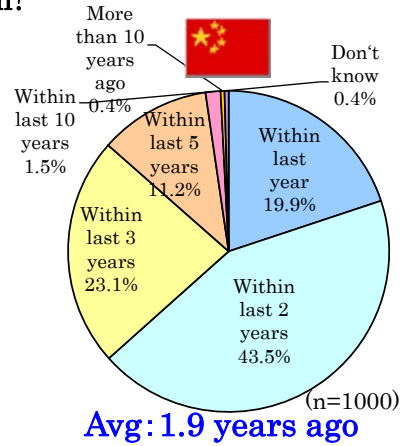 More
than 10
years
ago
0.4%
Don't
know
0.4%
Within
last 10
years
1.5%
Within
last 5
years
11.2%
Within
last
year
19.9%
Within
last 3
years
23.1%
Within
last 2
years
43.5%
(n=1000)
Avg:1.9 years ago